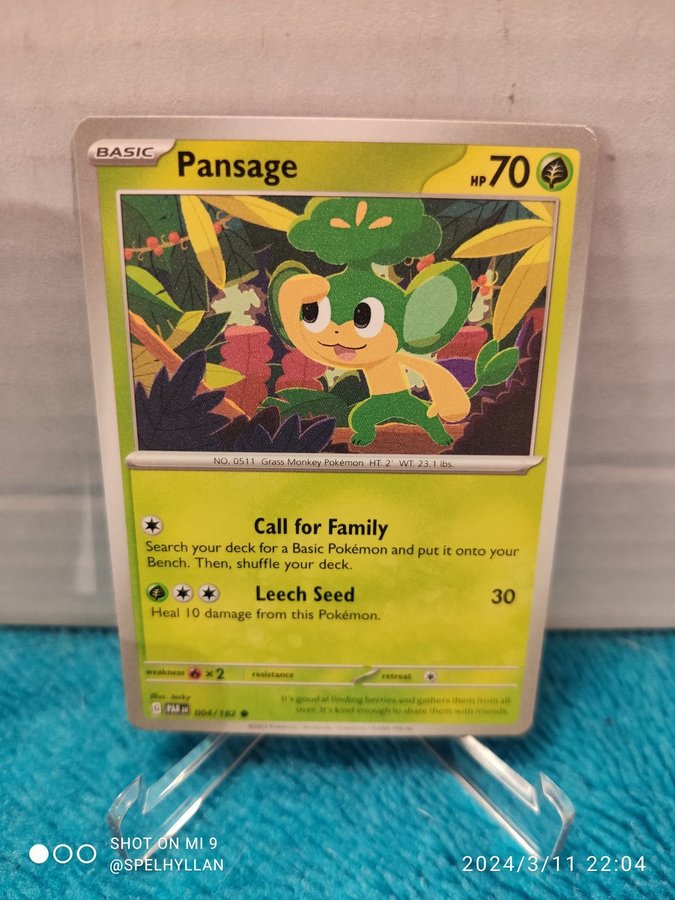 BASIC Pansage HP 70
NO. 0511 Grass Monkey Pokémon HT: 2' WT: 23.1 lbs.
Call for Family
Search your deck for a Basic Pokémon and put it onto your
Bench. Then, shuffle your deck.
Leech Seed 30
Heal 10 damage from this Pokémon.
weakness ×2 resistance retreat
Illus. Jerky
It's good at finding berries and gathers them from all
G PAR EN 004/182
over. It's kind enough to share them with friends.
SHOT ON MI 9
@SPELHYLLAN
2024/3/11 22:04